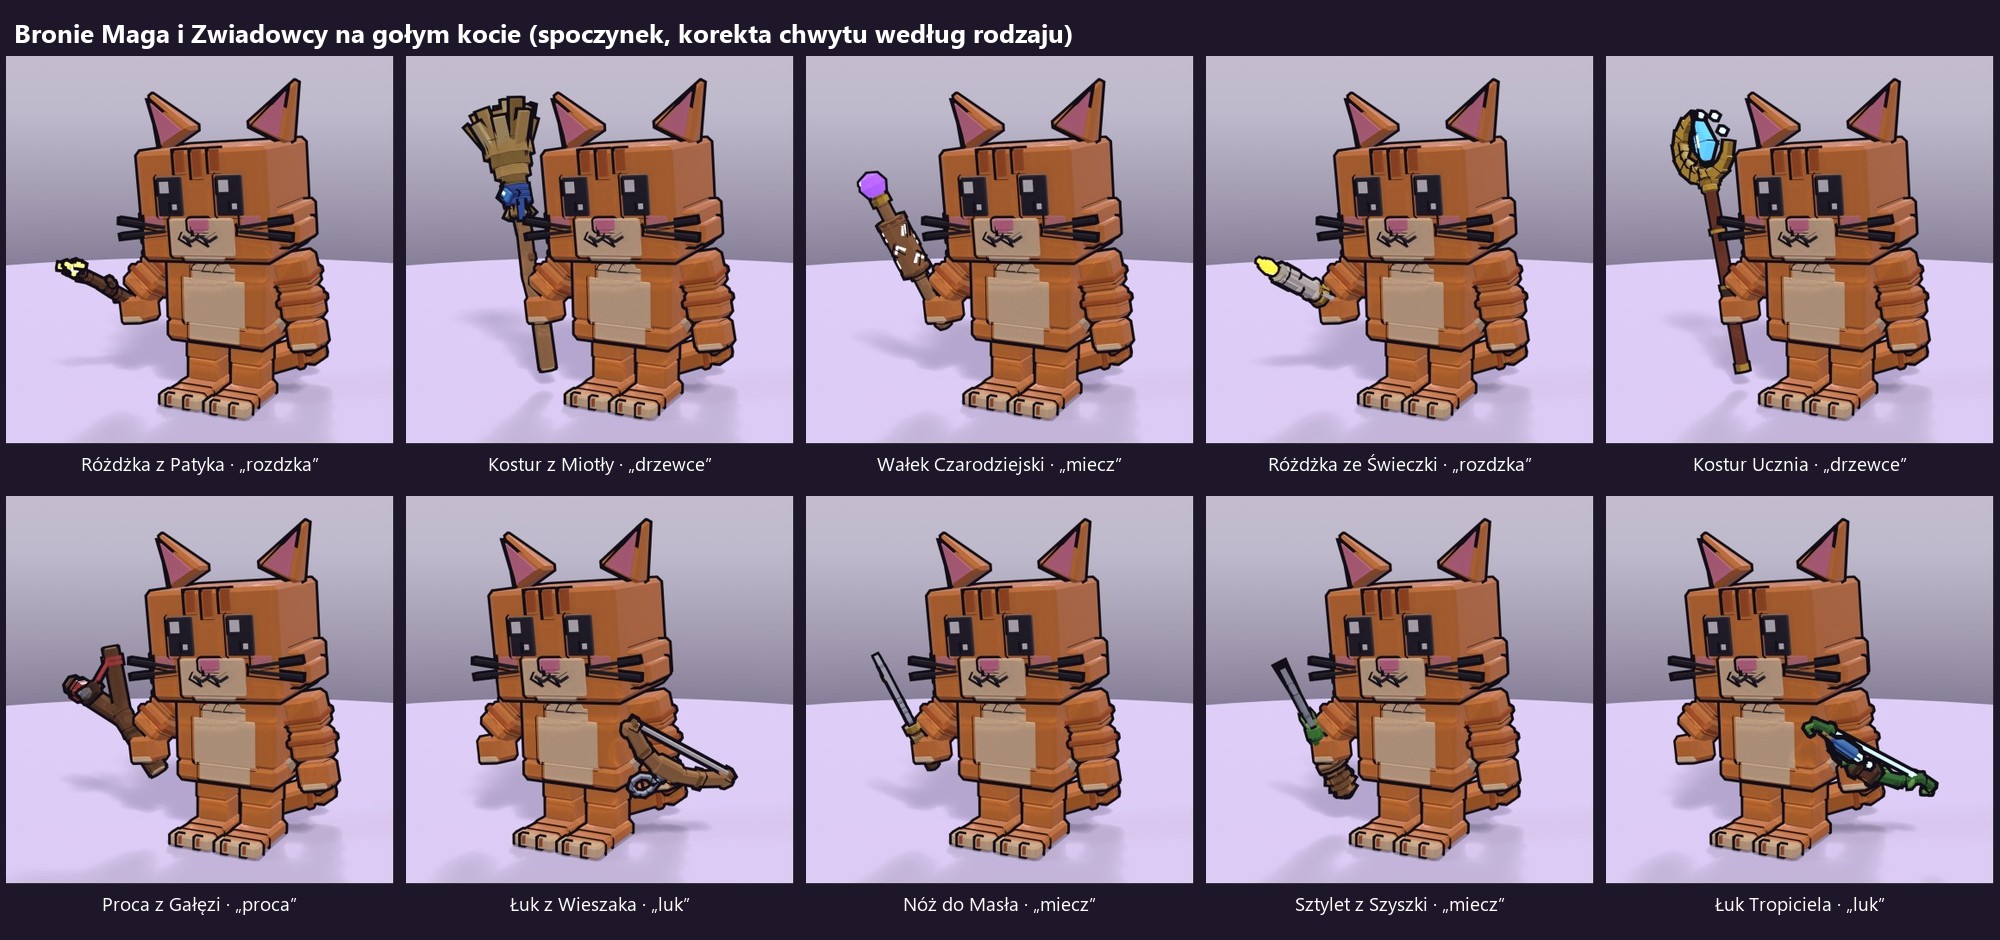 Bronie Maga i Zwiadowcy na gołym kocie (spoczynek, korekta chwytu według rodzaju)
Różdżka z Patyka · „rozdzka”
Kostur z Miotły · „drzewce”
Wałek Czarodziejski · „miecz”
Różdżka ze Świeczki · „rozdzka”
Kostur Ucznia · „drzewce”
Proca z Gałęzi · „proca”
Łuk z Wieszaka · „luk”
Nóż do Masła · „miecz”
Sztylet z Szyszki · „miecz”
Łuk Tropiciela · „luk”